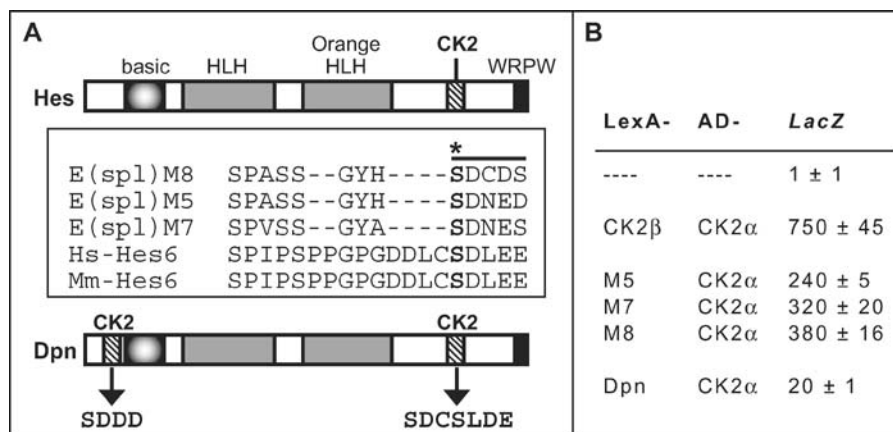 A
Orange
CK2
basic HLH HLH WRPW
Hes
*
E(spl)M8 SPASS--GYH----SDCDS
E(spl)M5 SPASS--GYH----SDNED
E(spl)M7 SPVSS--GYA----SDNES
Hs-Hes6 SPIPSPPGPGDDLCSDLEE
Mm-Hes6 SPIPSPPGPGDDLCSDLEE
CK2 CK2
Dpn
SDDD SDCSLDE
B
LexA- AD- LacZ
---- ---- 1 ± 1
CK2β CK2α 750 ± 45
M5 CK2α 240 ± 5
M7 CK2α 320 ± 20
M8 CK2α 380 ± 16
Dpn CK2α 20 ± 1